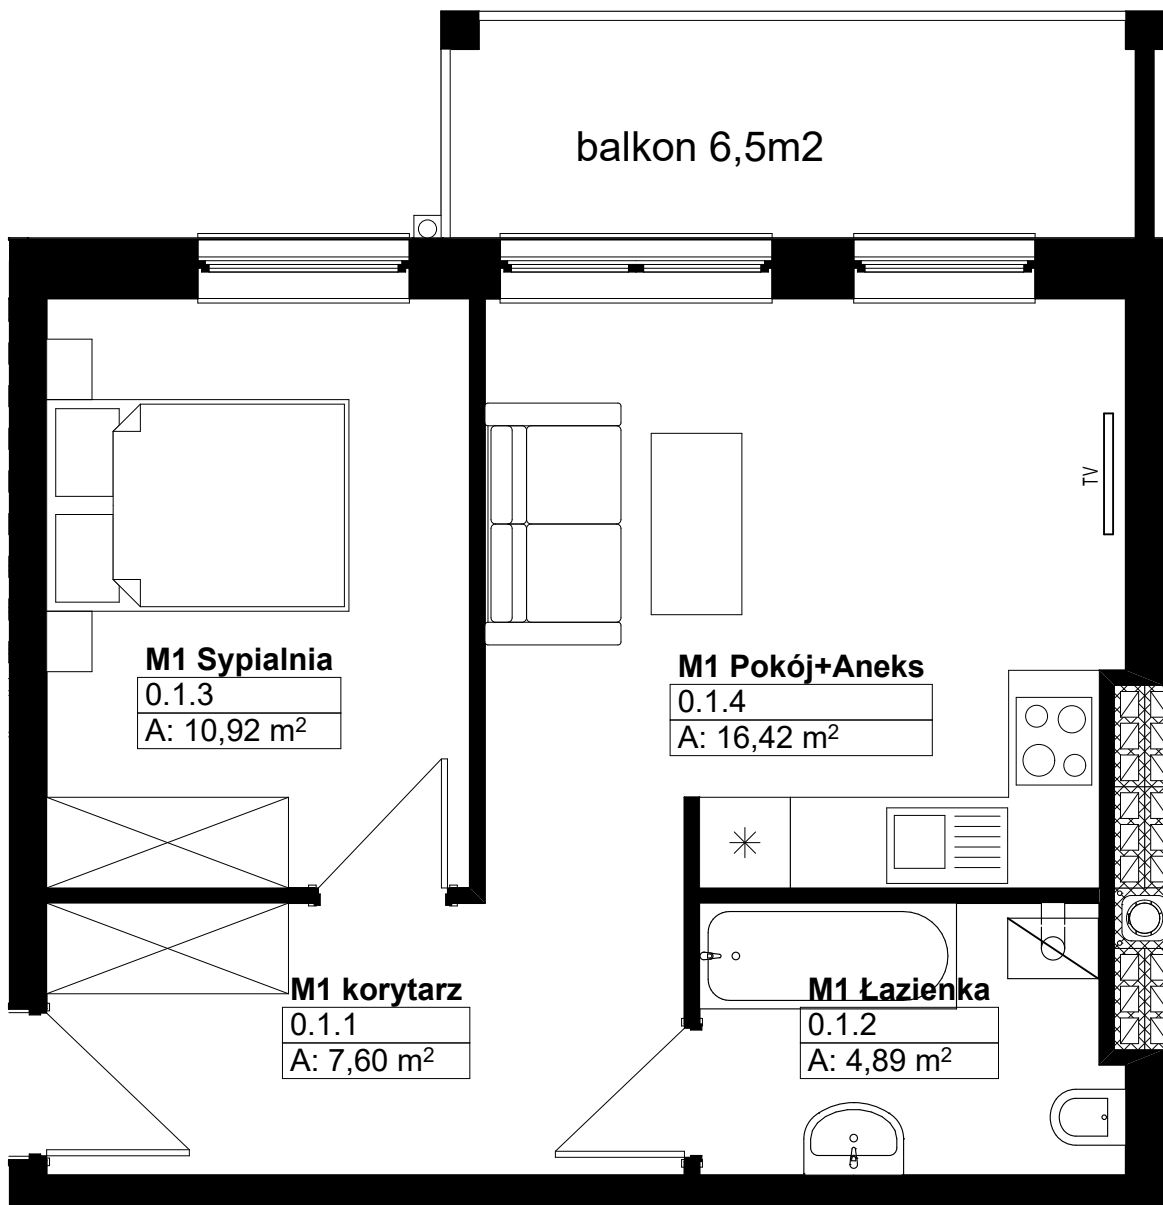 balkon 6,5m2
TV
M1 Sypialnia
0.1.3
A: 10,92 m²
M1 Pokój+Aneks
0.1.4
A: 16,42 m²
M1 korytarz
0.1.1
A: 7,60 m²
M1 Łazienka
0.1.2
A: 4,89 m²